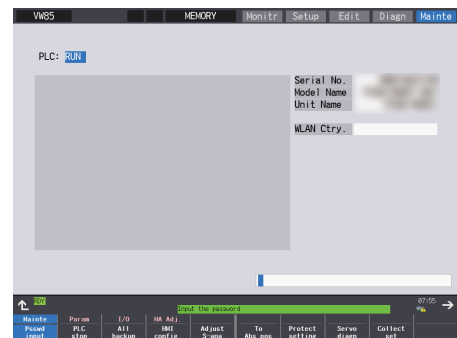 VW85 MEMORY Monitr Setup Edit Diagn Mainte
PLC: RUN
Serial No.
Model Name
Unit Name
WLAN Ctry.
RDY
Input the password
07:55
Mainte Param I/O HA Adj.
Psswd input
PLC stop
All backup
HMI config
Adjust S-ana
To Abs pos
Protect setting
Servo diagn
Collect set